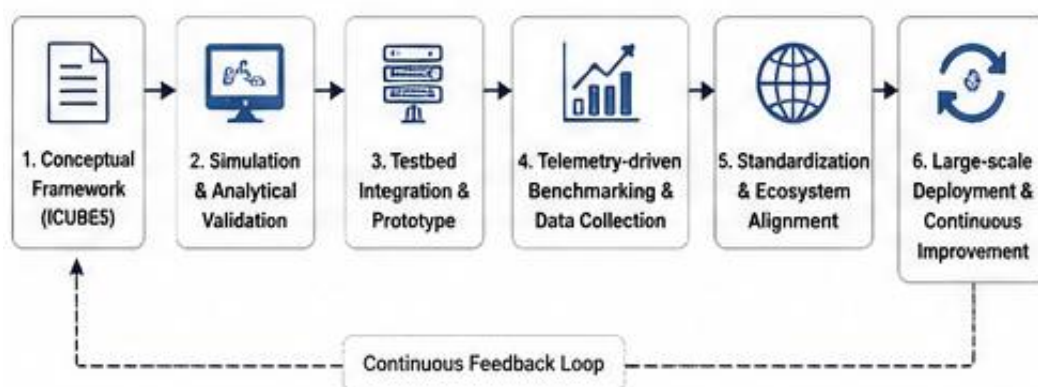 1. Conceptual
Framework
(ICUBE5)
2. Simulation
& Analytical
Validation
3. Testbed
Integration &
Prototype
4. Telemetry-driven
Benchmarking &
Data Collection
5. Standardization
& Ecosystem
Alignment
6. Large-scale
Deployment &
Continuous
Improvement
Continuous Feedback Loop